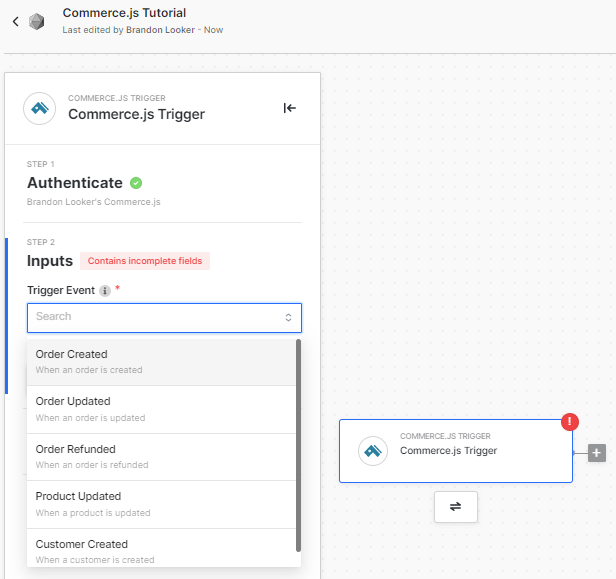 Commerce.js Tutorial
Last edited by Brandon Looker - Now
COMMERCE.JS TRIGGER
Commerce.js Trigger
STEP 1
Authenticate
Brandon Looker's Commerce.js
STEP 2
Inputs Contains incomplete fields
Trigger Event i *
Search
Order Created
When an order is created
Order Updated
When an order is updated
Order Refunded
When an order is refunded
Product Updated
When a product is updated
Customer Created
When a customer is created
!
COMMERCE.JS TRIGGER
Commerce.js Trigger
+